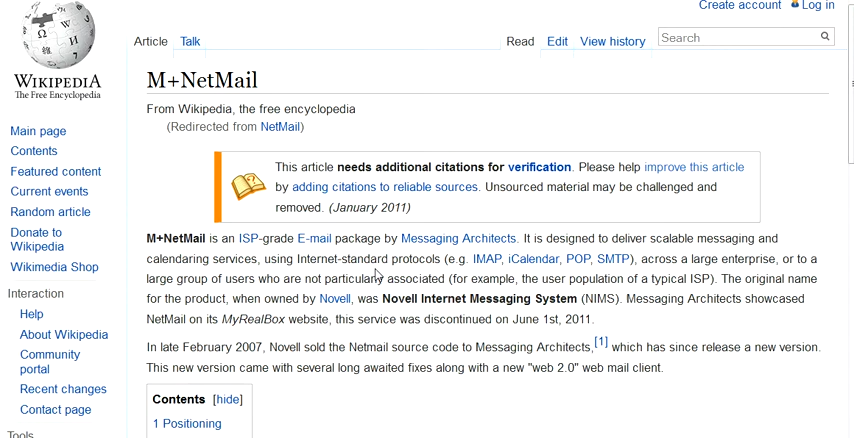 Create account Log in
Article Talk Read Edit View history Search
WIKIPEDIA
The Free Encyclopedia
Main page
Contents
Featured content
Current events
Random article
Donate to
Wikipedia
Wikimedia Shop
Interaction
Help
About Wikipedia
Community
portal
Recent changes
Contact page
Tools
M+NetMail
From Wikipedia, the free encyclopedia
(Redirected from NetMail)
This article needs additional citations for verification. Please help improve this article
by adding citations to reliable sources. Unsourced material may be challenged and
removed. (January 2011)
M+NetMail is an ISP-grade E-mail package by Messaging Architects. It is designed to deliver scalable messaging and
calendaring services, using Internet-standard protocols (e.g. IMAP, iCalendar, POP, SMTP), across a large enterprise, or to a
large group of users who are not particularly associated (for example, the user population of a typical ISP). The original name
for the product, when owned by Novell, was Novell Internet Messaging System (NIMS). Messaging Architects showcased
NetMail on its MyRealBox website, this service was discontinued on June 1st, 2011.
In late February 2007, Novell sold the Netmail source code to Messaging Architects,[1] which has since release a new version.
This new version came with several long awaited fixes along with a new "web 2.0" web mail client.
Contents [hide]
1 Positioning